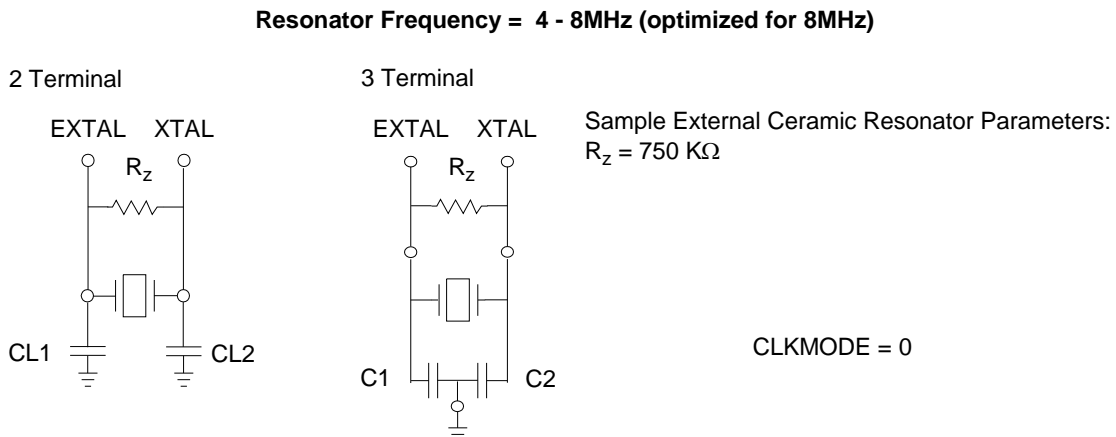 Resonator Frequency = 4 - 8MHz (optimized for 8MHz)
2 Terminal
3 Terminal
EXTAL XTAL
EXTAL XTAL
Sample External Ceramic Resonator Parameters:
Rz = 750 KΩ
Rz
Rz
CL1
CL2
C1
C2
CLKMODE = 0